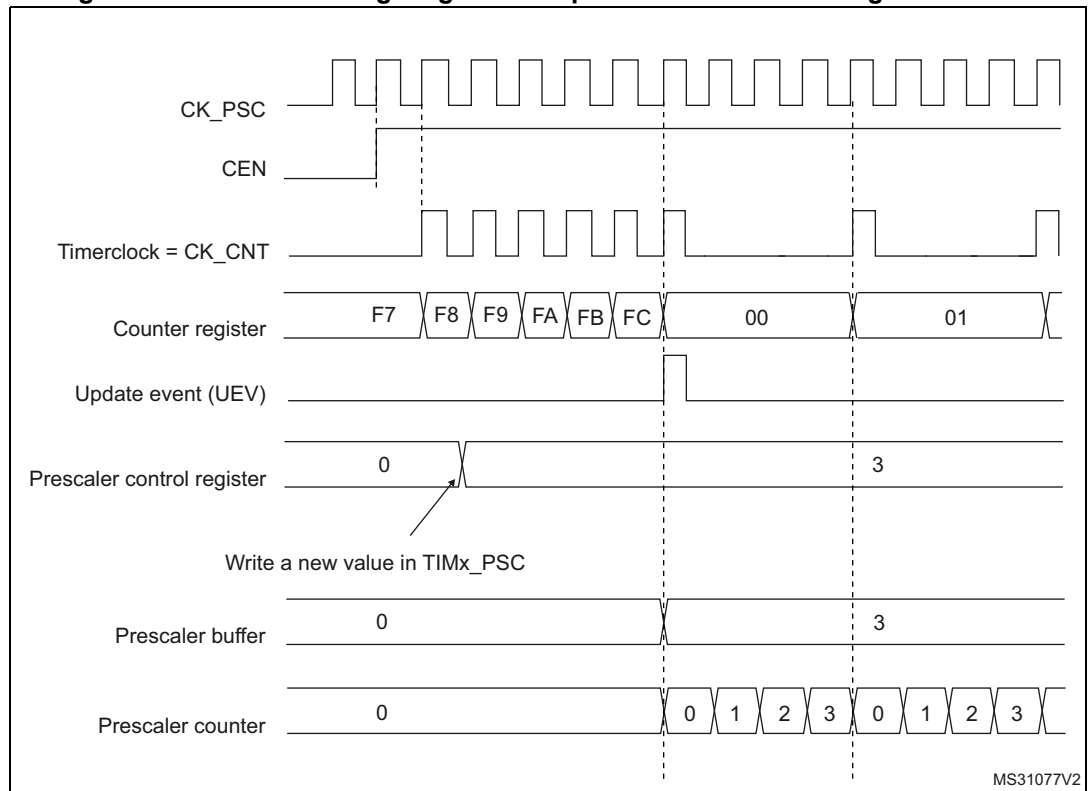 CK_PSC
CEN
Timerclock = CK_CNT
Counter register F7 F8 F9 FA FB FC 00 01
Update event (UEV)
Prescaler control register 0 3
Write a new value in TIMx_PSC
Prescaler buffer 0 3
Prescaler counter 0 0 1 2 3 0 1 2 3
MS31077V2